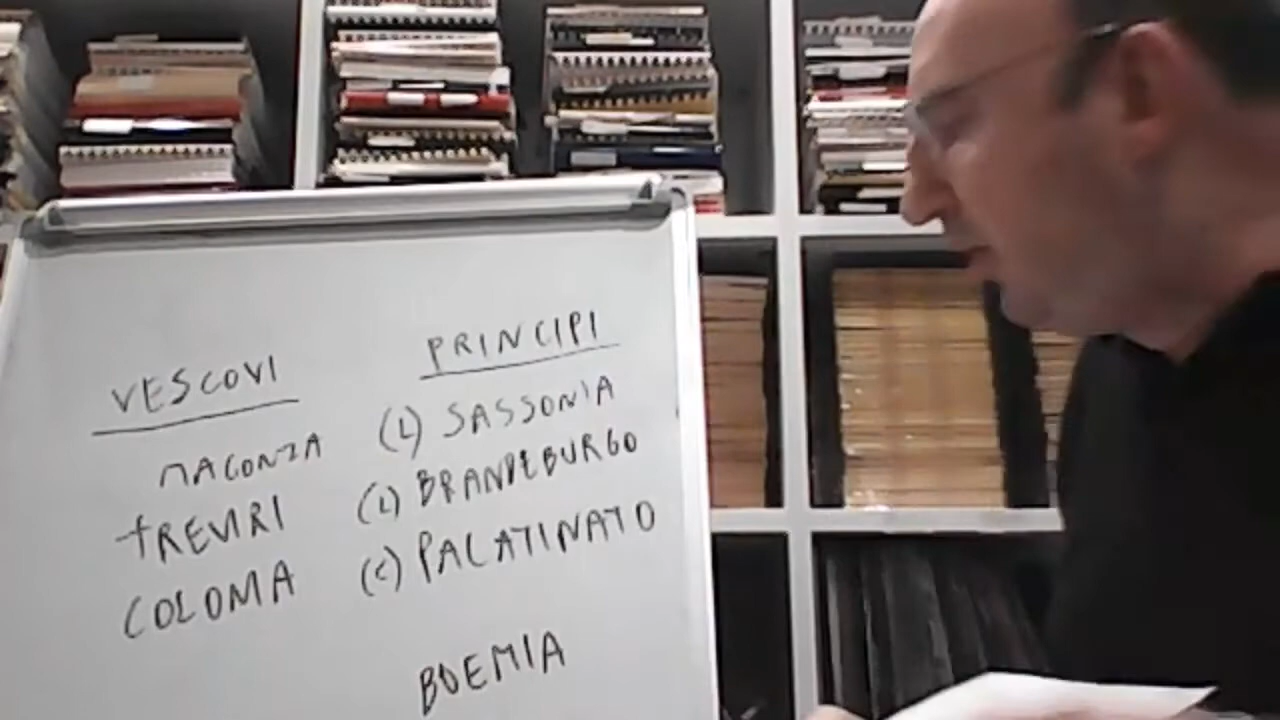 VESCOVI
MAGONZA
TREVIRI
COLOMA
PRINCIPI
(L) SASSONIA
(L) BRANDEBURGO
(C) PALATINATO
BOEMIA